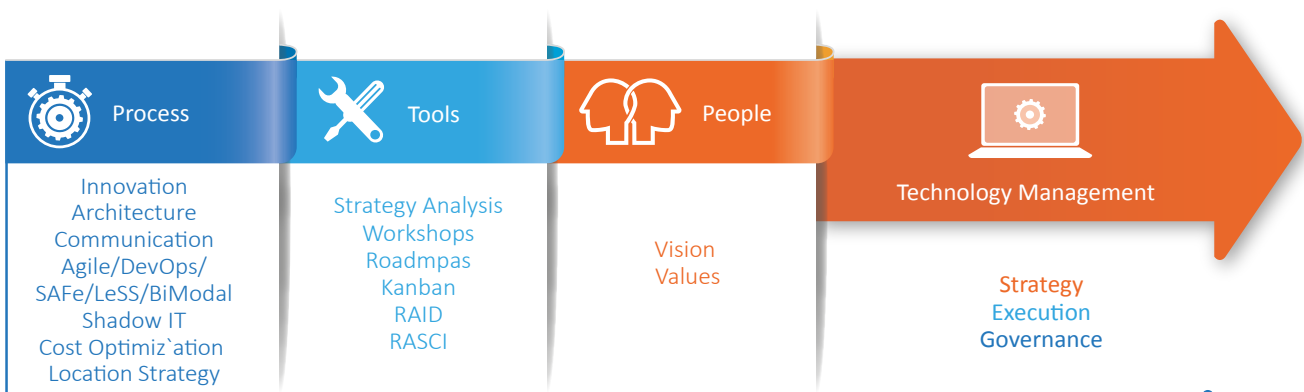 Process
Innovation
Architecture
Communication
Agile/DevOps/
SAFe/LeSS/BiModal
Shadow IT
Cost Optimiz`ation
Location Strategy
Tools
Strategy Analysis
Workshops
Roadmpas
Kanban
RAID
RASCI
People
Vision
Values
Technology Management
Strategy
Execution
Governance